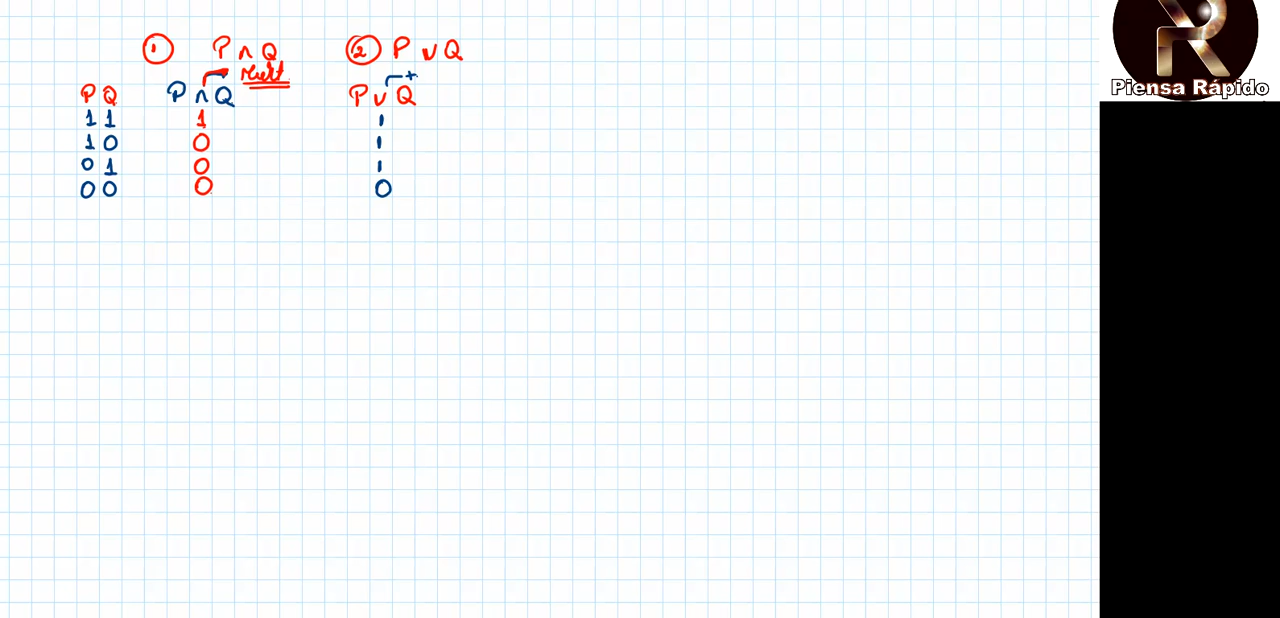 ① P ∧ Q ② P ∨ Q
Mult. +
P Q P ∧ Q P ∨ Q
1 1 1 1
1 0 0 1
0 1 0 1
0 0 0 0
R
Piensa Rápido